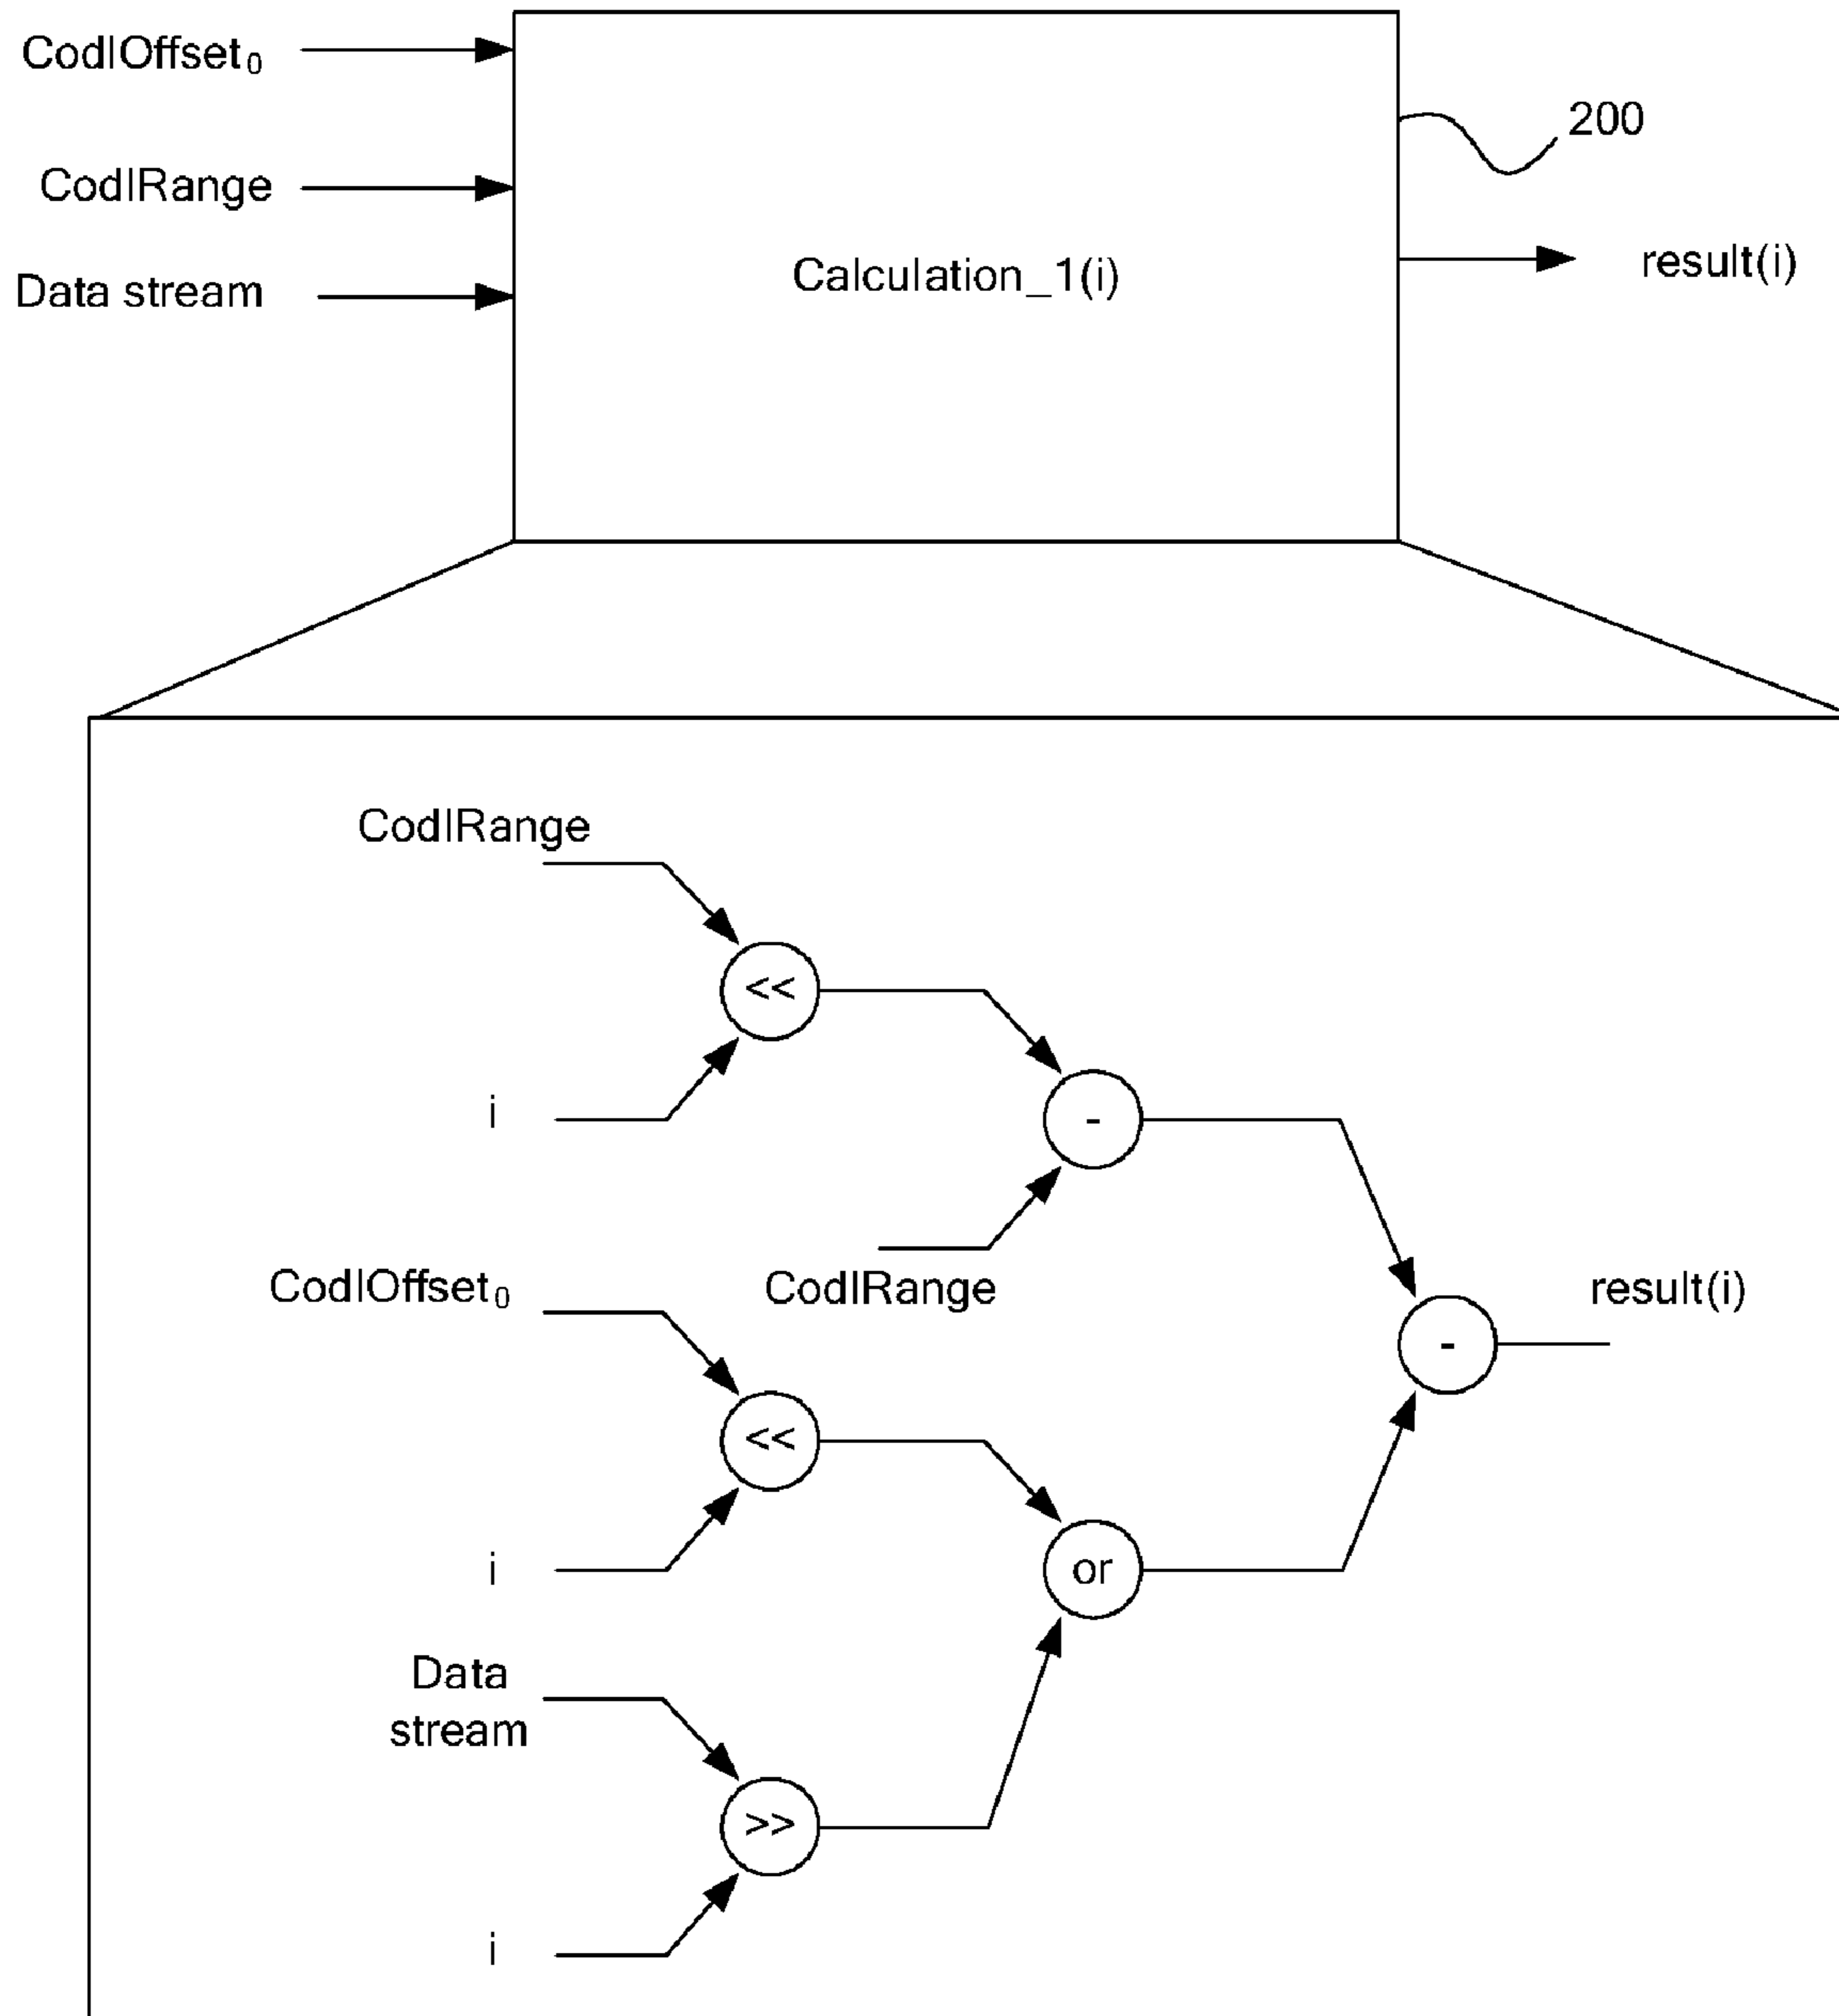 CodIOffset₀
200
CodIRange
result(i)
Calculation_1(i)
Data stream
CodIRange
<<
i
-
CodIOffset₀
CodIRange
result(i)
-
<<
i
or
Data
stream
>>
i